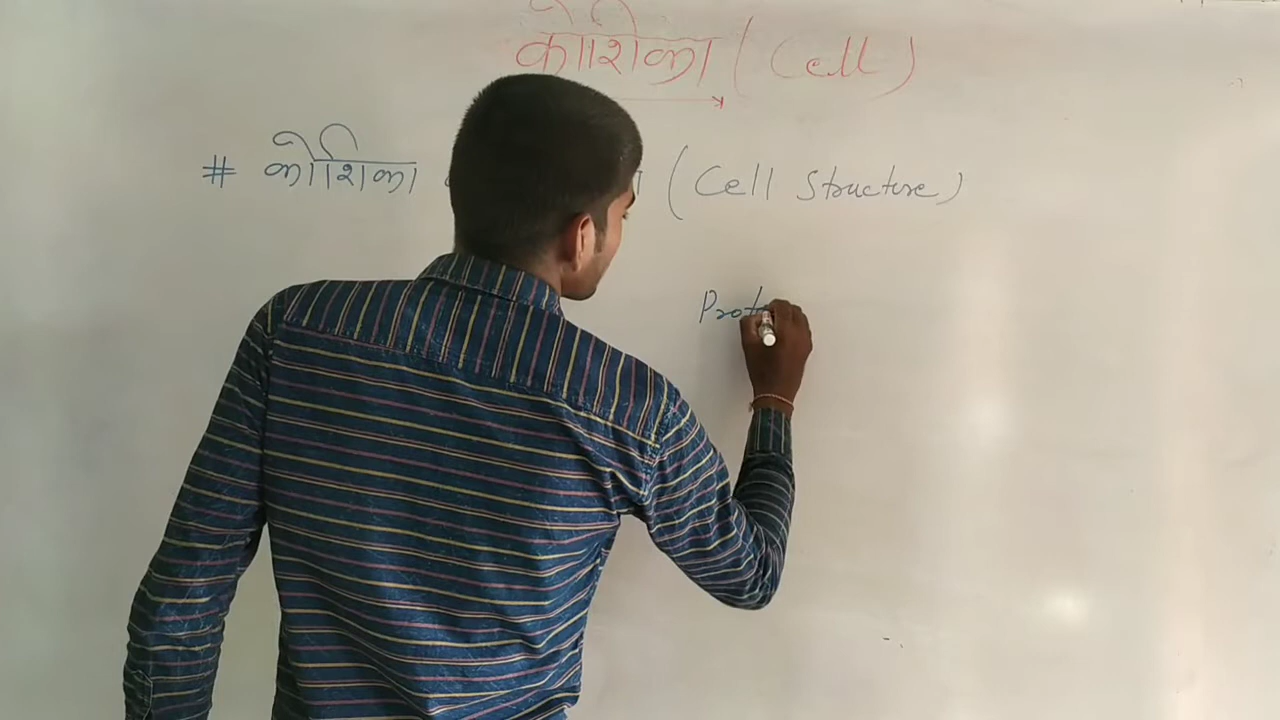 कोशिका (Cell)
# कोशिका (Cell Structure)
Prot